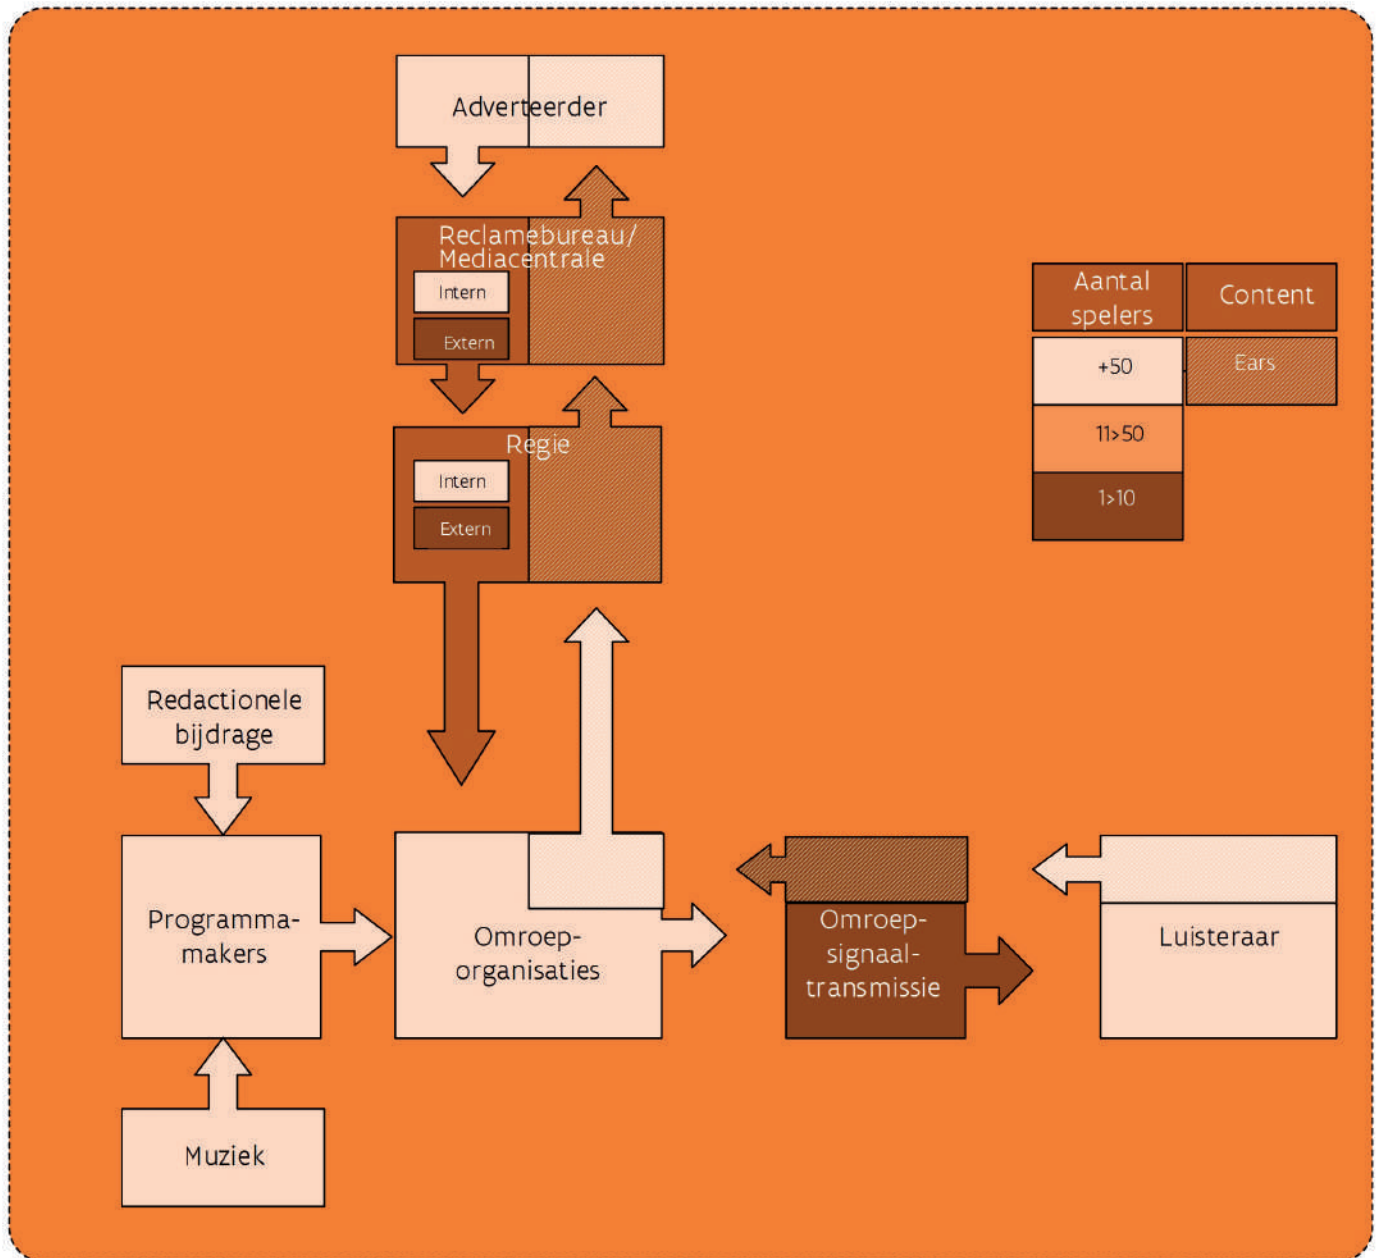 Adverteerder
Reclamebureau/
Mediacentrale
Intern
Extern
Regie
Intern
Extern
Aantal
spelers
Content
+50
Ears
11>50
1>10
Redactionele
bijdrage
Programma-
makers
Omroep-
organisaties
Omroep-
signaal-
transmissie
Luisteraar
Muziek